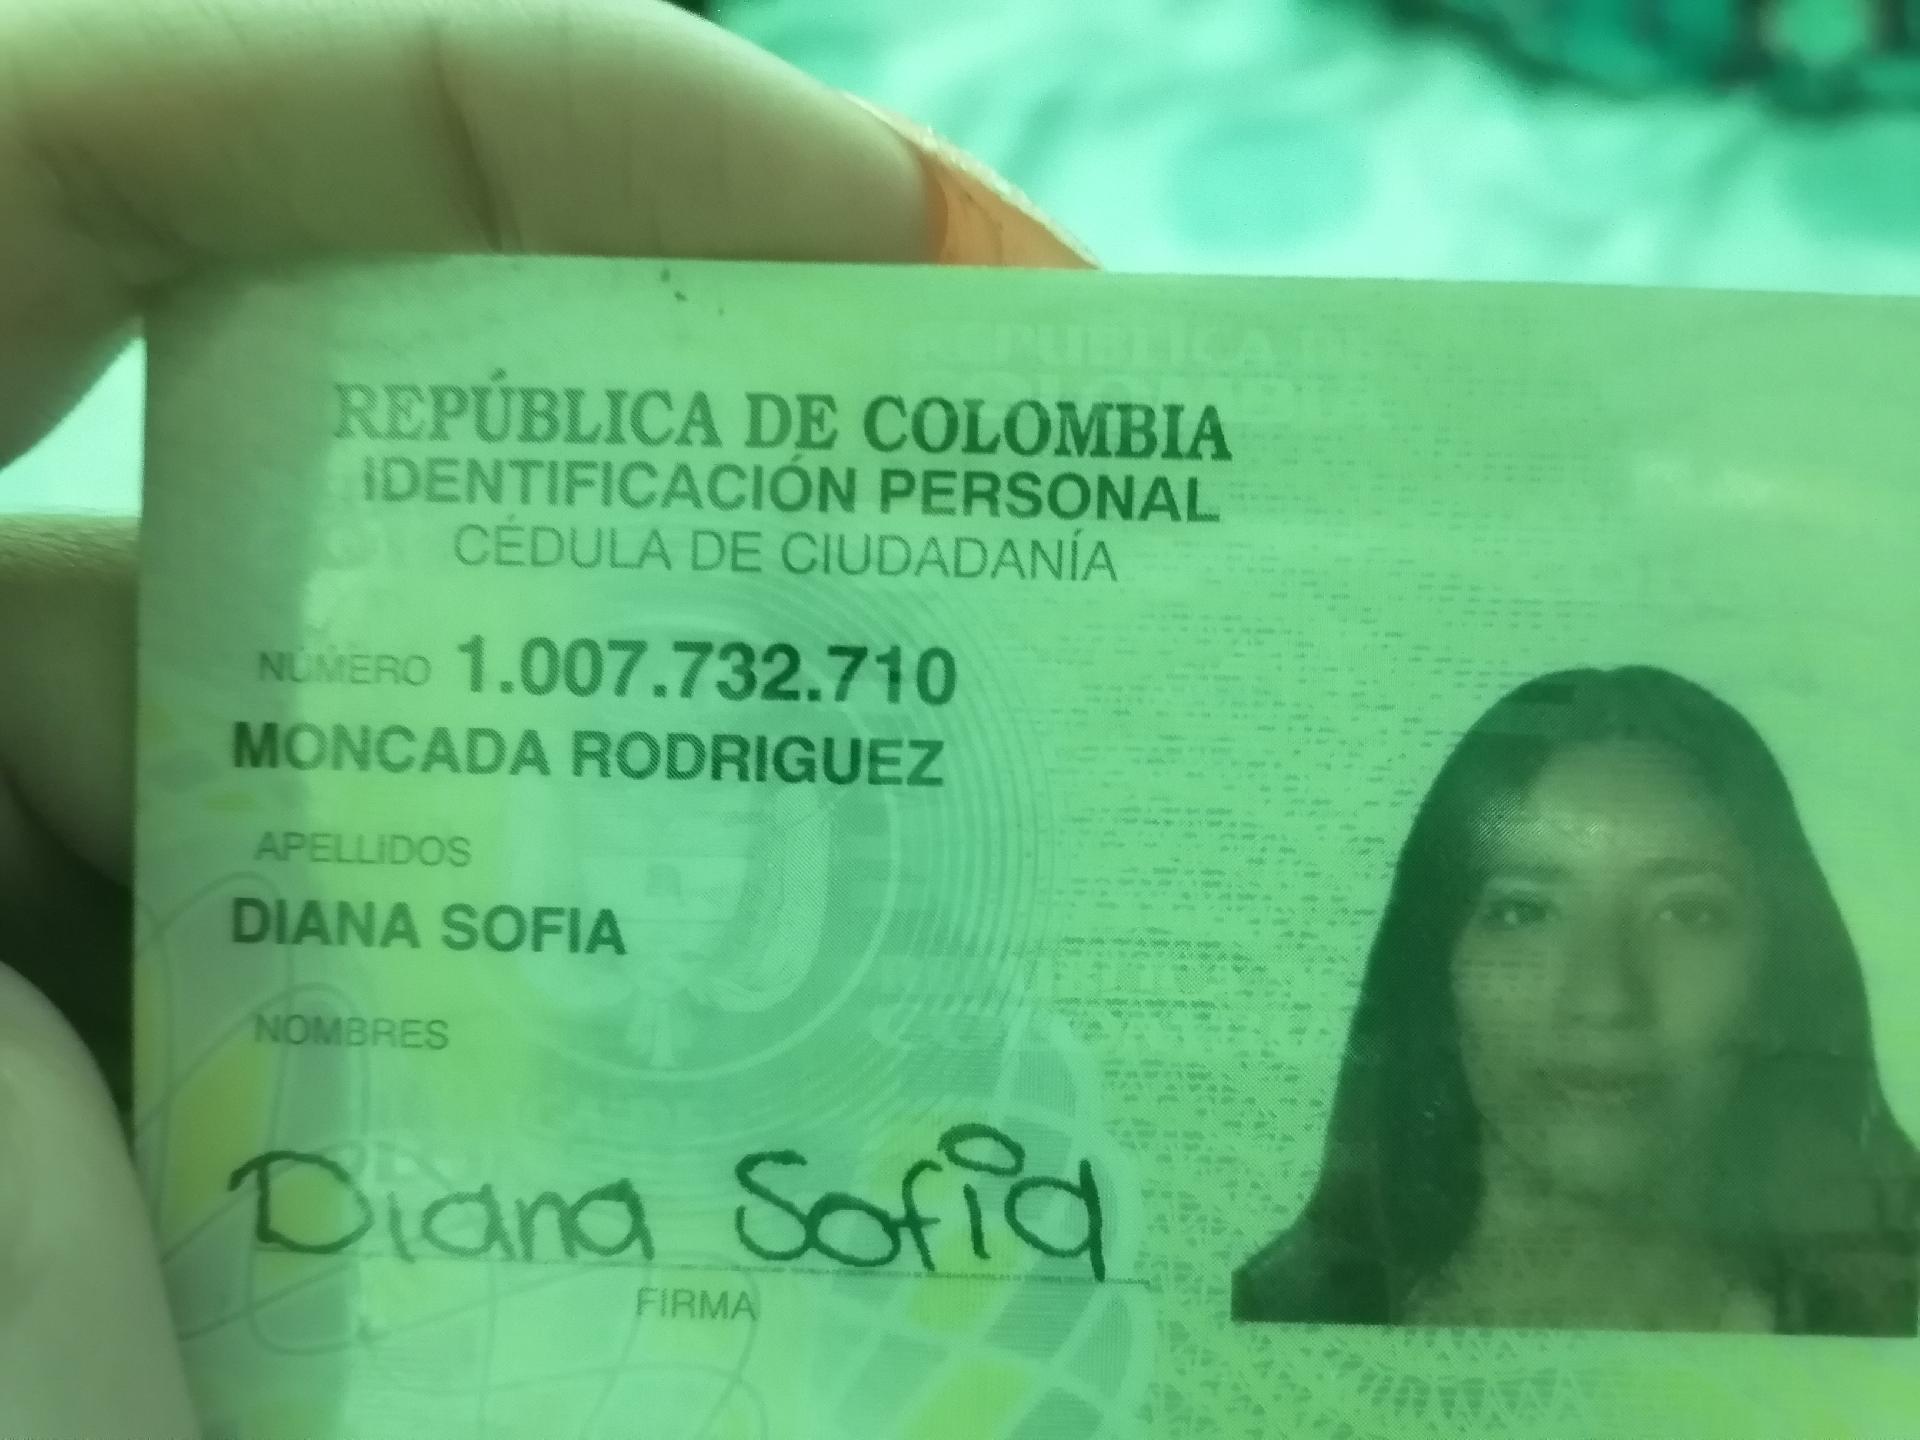 REPÚBLICA DE COLOMBIA
IDENTIFICACIÓN PERSONAL
CÉDULA DE CIUDADANÍA
NÚMERO 1.007.732.710
MONCADA RODRIGUEZ
APELLIDOS
DIANA SOFIA
NOMBRES
Diana Sofia
FIRMA